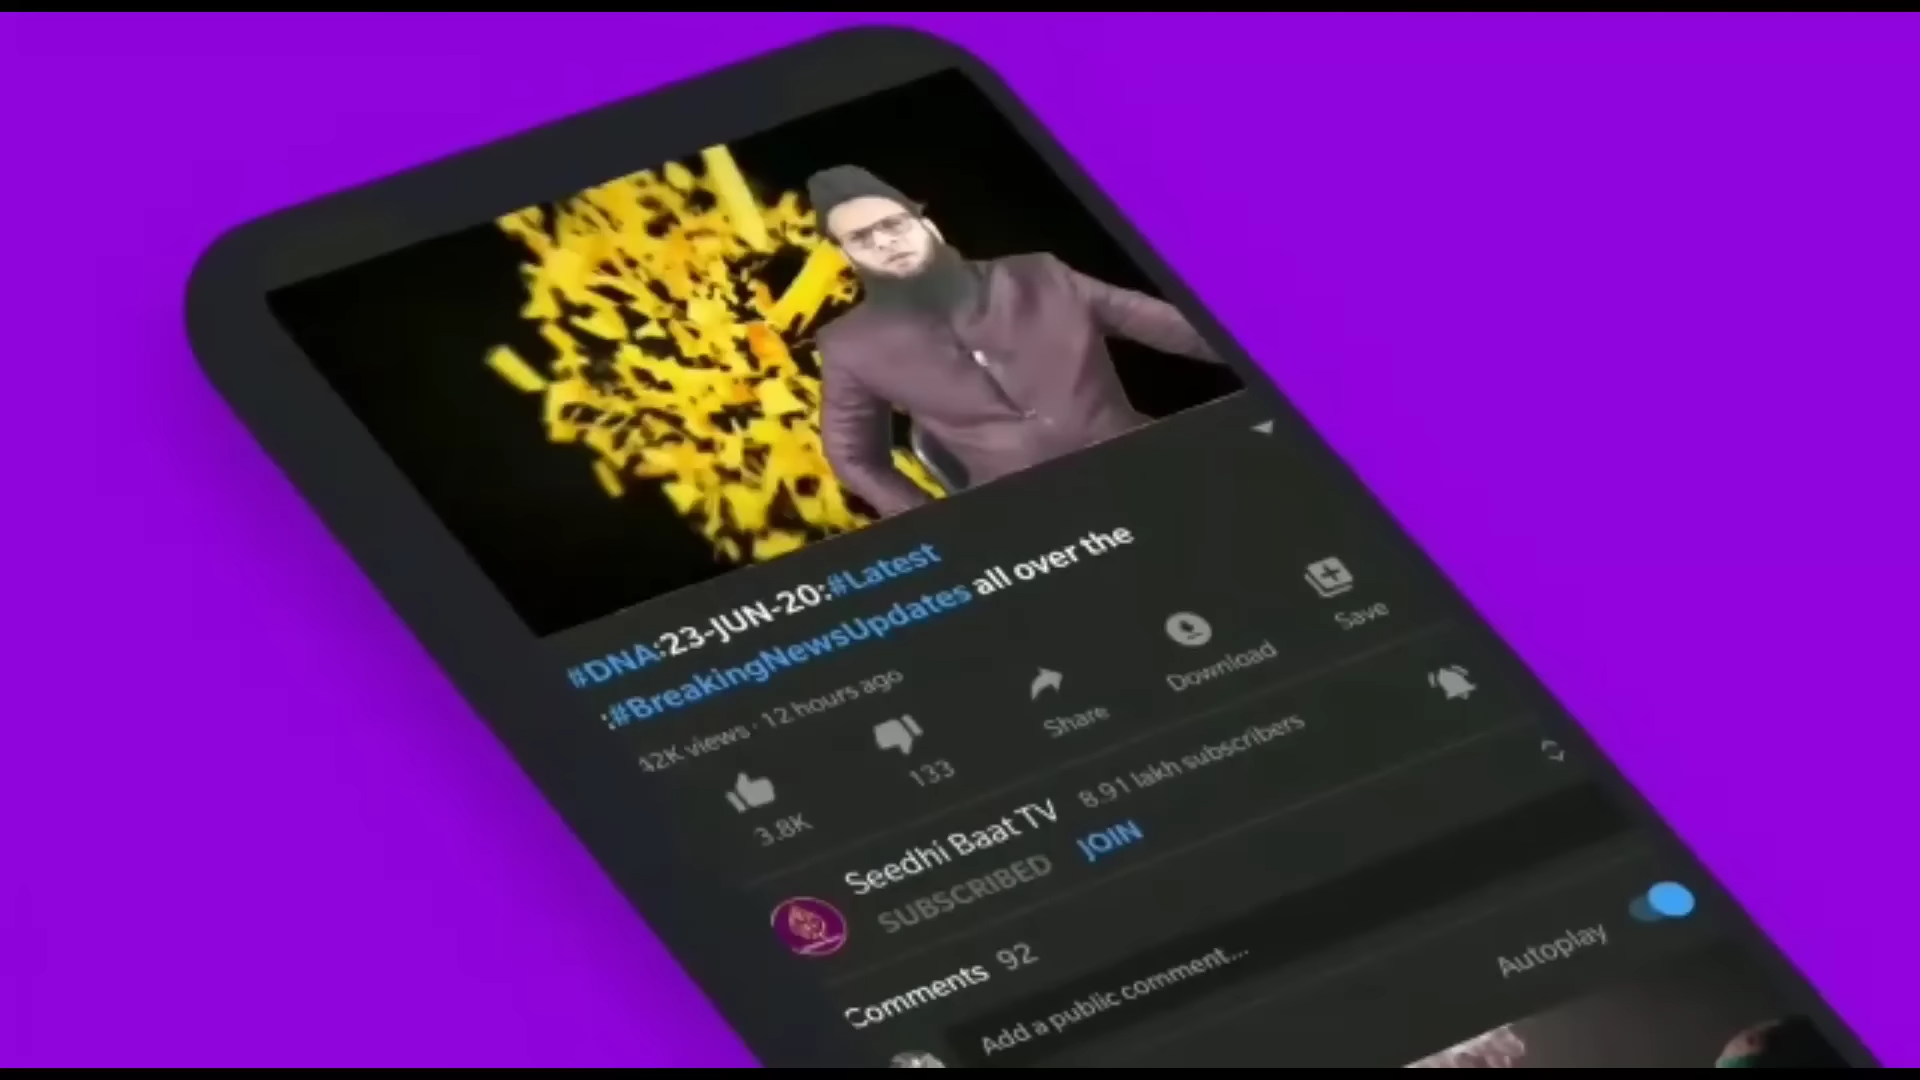 #DNA:23-JUN-20:#Latest
:#BreakingNewsUpdates all over the
42K views · 12 hours ago
3.8K
133
Share
Download
Save
Seedhi Baat TV 8.91 lakh subscribers
SUBSCRIBED JOIN
Comments 92
Add a public comment...
Autoplay